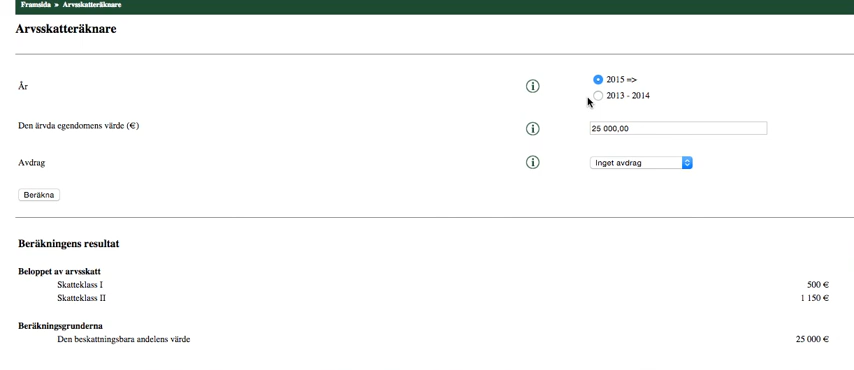 Framsida » Arvsskatteräknare
Arvsskatteräknare
År
2015 =>
2013 - 2014
Den ärvda egendomens värde (€)
25 000,00
Avdrag
Inget avdrag
Beräkna
Beräkningens resultat
Beloppet av arvsskatt
Skatteklass I 500 €
Skatteklass II 1 150 €
Beräkningsgrunderna
Den beskattningsbara andelens värde 25 000 €